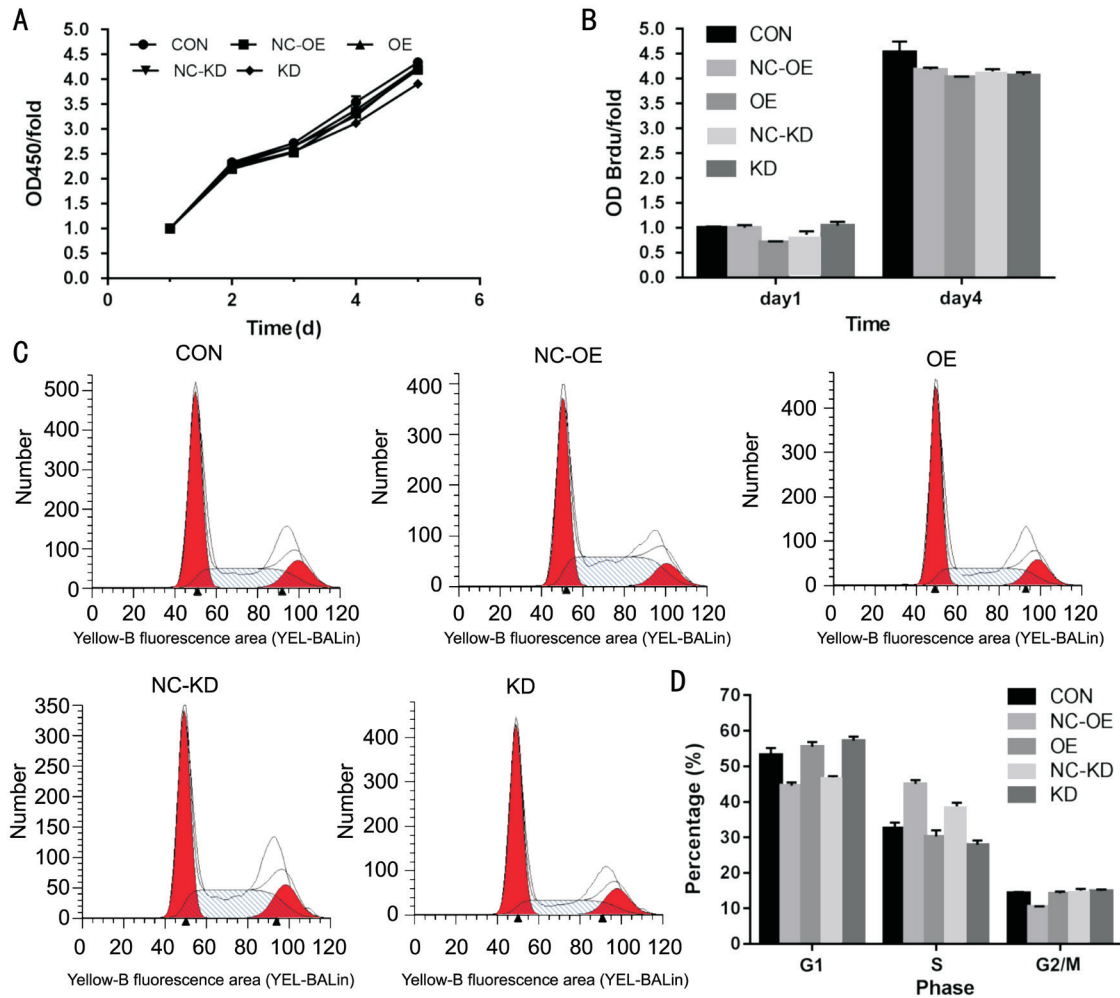 A
OD450/fold
5.0
4.5
4.0
3.5
3.0
2.5
2.0
1.5
1.0
0.5
0.0
CON NC-OE OE
NC-KD KD
0 2 4 6
Time (d)
B
OD Brdu/fold
5.0
4.5
4.0
3.5
3.0
2.5
2.0
1.5
1.0
0.5
0.0
CON
NC-OE
OE
NC-KD
KD
day1 day4
Time
C
CON
Number
500
400
300
200
100
0
0 20 40 60 80 100 120
Yellow-B fluorescence area (YEL-BALin)
NC-OE
Number
400
300
200
100
0
0 20 40 60 80 100 120
Yellow-B fluorescence area (YEL-BALin)
OE
Number
400
300
200
100
0
0 20 40 60 80 100 120
Yellow-B fluorescence area (YEL-BALin)
NC-KD
Number
350
300
250
200
150
100
50
0
0 20 40 60 80 100 120
Yellow-B fluorescence area (YEL-BALin)
KD
Number
400
300
200
100
0
0 20 40 60 80 100 120
Yellow-B fluorescence area (YEL-BALin)
D
Percentage (%)
70
60
50
40
30
20
10
0
CON
NC-OE
OE
NC-KD
KD
G1 S G2/M
Phase